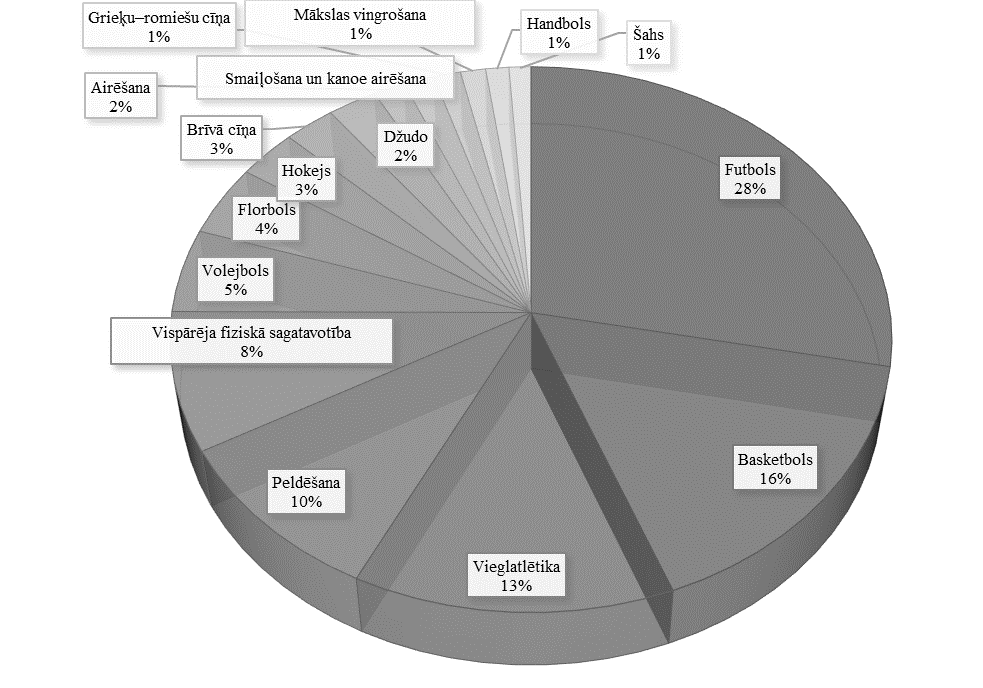 Grieķu–romiešu cīņa
1%
Mākslas vingrošana
1%
Handbols
1%
Šahs
1%
Airēšana
2%
Smaiļošana un kanoe airēšana
Brīvā cīņa
3%
Džudo
2%
Hokejs
3%
Florbols
4%
Volejbols
5%
Vispārēja fiziskā sagatavotība
8%
Peldēšana
10%
Vieglatlētika
13%
Basketbols
16%
Futbols
28%